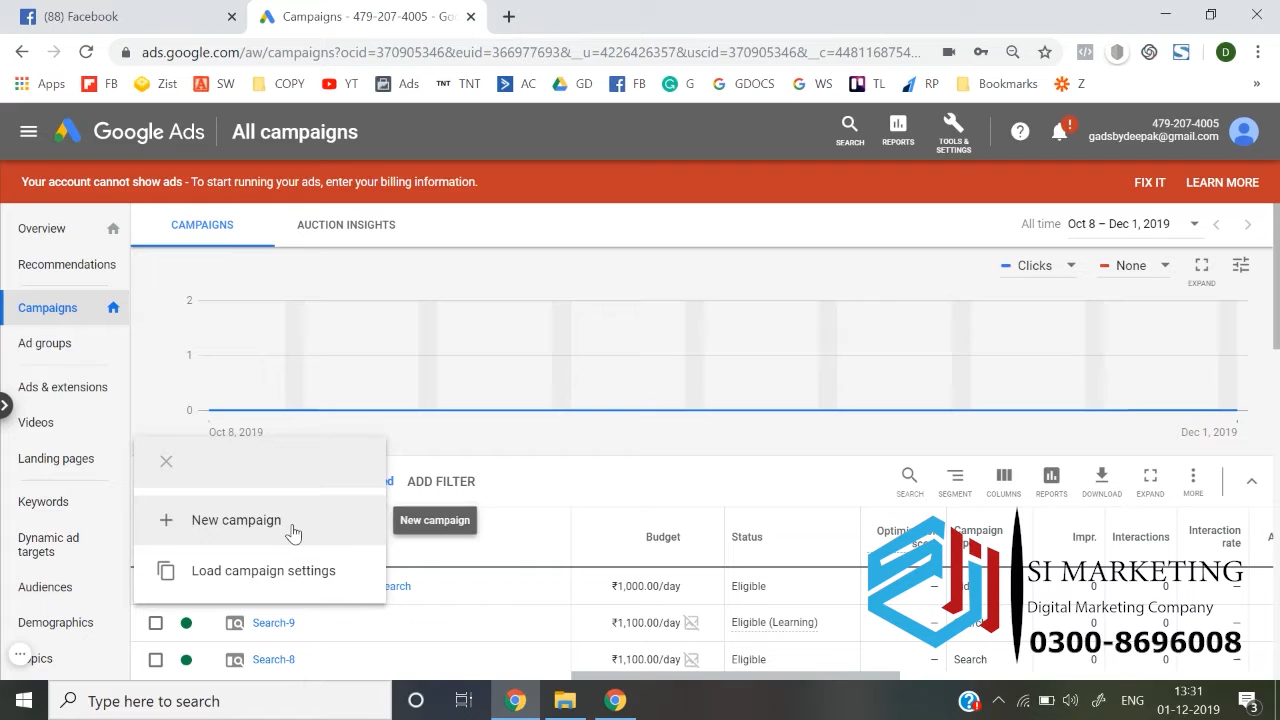 (88) Facebook
Campaigns - 479-207-4005 - Go
ads.google.com/aw/campaigns?ocid=370905346&euid=366977693&__u=4226426357&uscid=370905346&__c=4481168754...
D
Apps FB Zist SW COPY YT Ads TNT TNT AC GD FB G GDOCS WS TL RP Bookmarks Z »
Google Ads
All campaigns
SEARCH
REPORTS
TOOLS &
SETTINGS
479-207-4005
gadsbydeepak@gmail.com
Your account cannot show ads - To start running your ads, enter your billing information.
FIX IT
LEARN MORE
Overview
Recommendations
Campaigns
Ad groups
Ads & extensions
Videos
Landing pages
Keywords
Dynamic ad
targets
Audiences
Demographics
CAMPAIGNS
AUCTION INSIGHTS
All time Oct 8 – Dec 1, 2019
Clicks
None
EXPAND
2
1
0
Oct 8, 2019
Dec 1, 2019
ADD FILTER
SEARCH
SEGMENT
COLUMNS
REPORTS
DOWNLOAD
EXPAND
MORE
New campaign
New campaign
Load campaign settings
Budget
Status
Campaign
Impr.
Interactions
Interaction
rate
₹1,000.00/day
Eligible
0
0
–
Search-9
₹1,100.00/day
Eligible (Learning)
Search-8
₹1,100.00/day
Eligible
–
Search
0
0
–
SI MARKETING
Digital Marketing Company
0300-8696008
Type here to search
ENG
13:31
01-12-2019
3